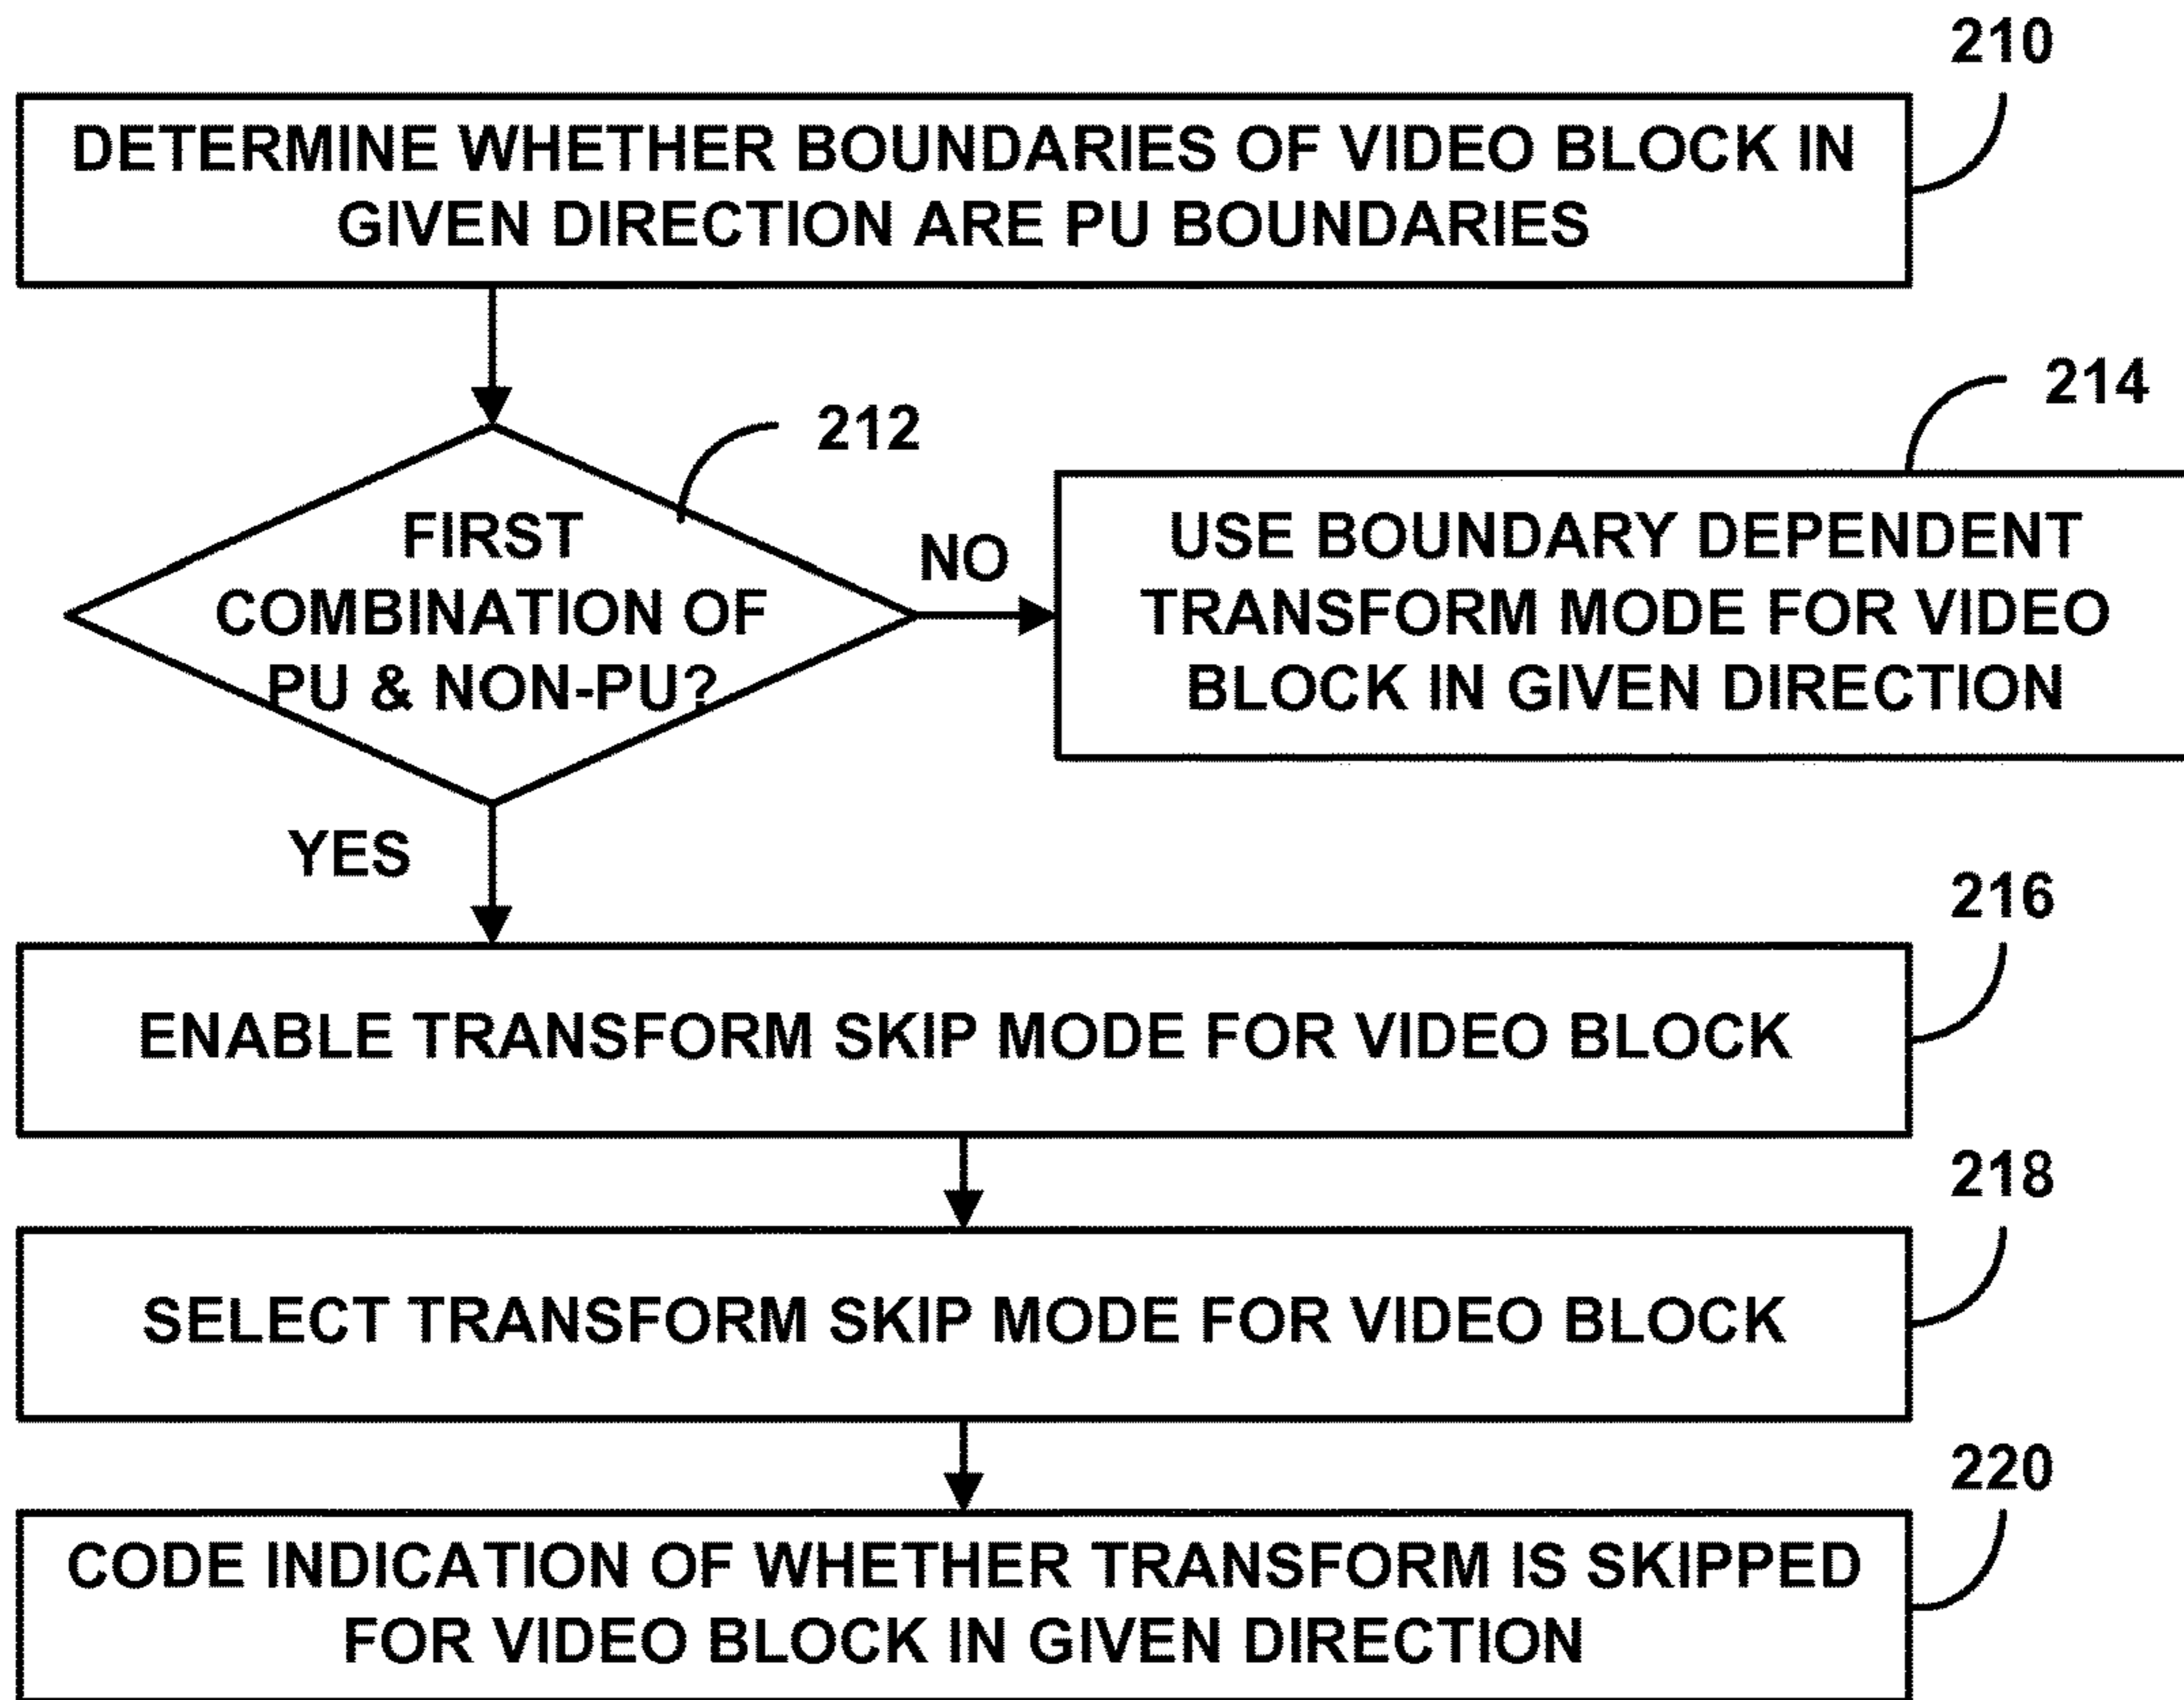 210
DETERMINE WHETHER BOUNDARIES OF VIDEO BLOCK IN
GIVEN DIRECTION ARE PU BOUNDARIES
212
214
FIRST
COMBINATION OF
PU & NON-PU?
NO
USE BOUNDARY DEPENDENT
TRANSFORM MODE FOR VIDEO
BLOCK IN GIVEN DIRECTION
YES
216
ENABLE TRANSFORM SKIP MODE FOR VIDEO BLOCK
218
SELECT TRANSFORM SKIP MODE FOR VIDEO BLOCK
220
CODE INDICATION OF WHETHER TRANSFORM IS SKIPPED
FOR VIDEO BLOCK IN GIVEN DIRECTION